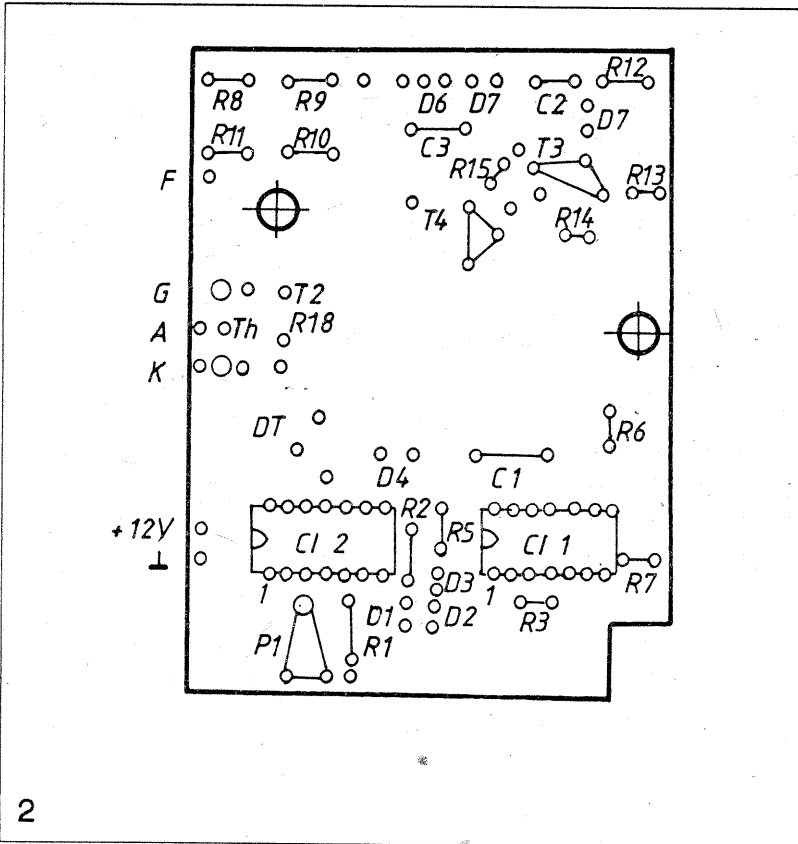 R8 R9 D6 D7 C2 R12
D7
R11 R10 C3 T3
F R15 R13
T4 R14
G T2
A Th R18
K
DT R6
D4 C1
+12V CI 2 R2 R5 CI 1
⊥ R7
1 D3 1
D1 D2 R3
P1 R1
2